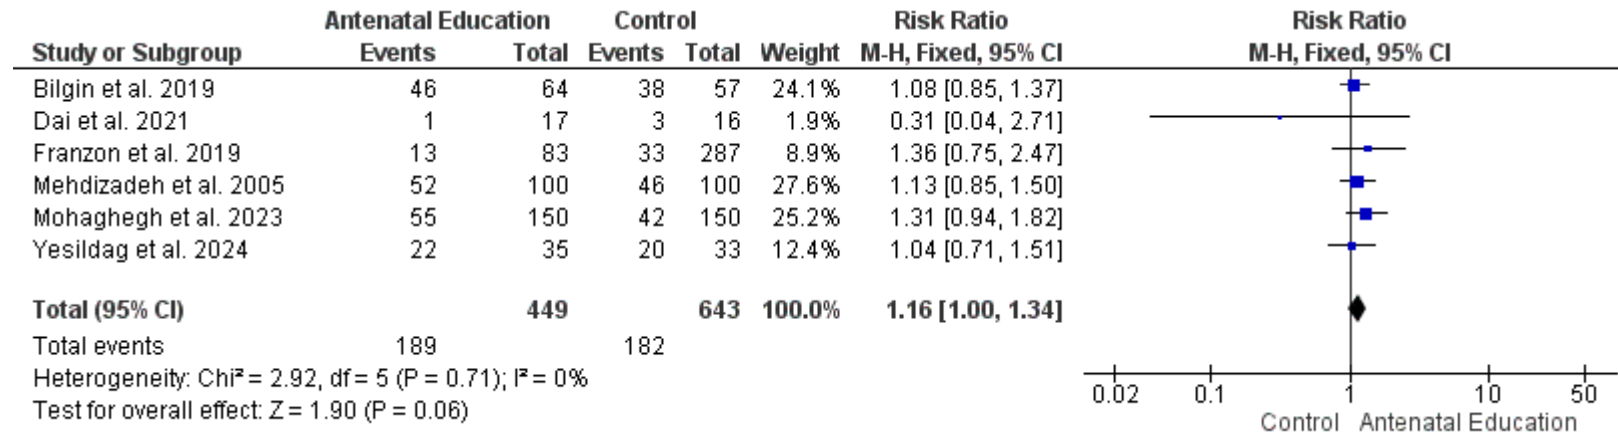 Antenatal Education Control Risk Ratio Risk Ratio
Study or Subgroup Events Total Events Total Weight M-H, Fixed, 95% CI M-H, Fixed, 95% CI
Bilgin et al. 2019 46 64 38 57 24.1% 1.08 [0.85, 1.37]
Dai et al. 2021 1 17 3 16 1.9% 0.31 [0.04, 2.71]
Franzon et al. 2019 13 83 33 287 8.9% 1.36 [0.75, 2.47]
Mehdizadeh et al. 2005 52 100 46 100 27.6% 1.13 [0.85, 1.50]
Mohaghegh et al. 2023 55 150 42 150 25.2% 1.31 [0.94, 1.82]
Yesildag et al. 2024 22 35 20 33 12.4% 1.04 [0.71, 1.51]
Total (95% CI) 449 643 100.0% 1.16 [1.00, 1.34]
Total events 189 182
Heterogeneity: Chi² = 2.92, df = 5 (P = 0.71); I² = 0%
Test for overall effect: Z = 1.90 (P = 0.06)
0.02 0.1 1 10 50
Control Antenatal Education